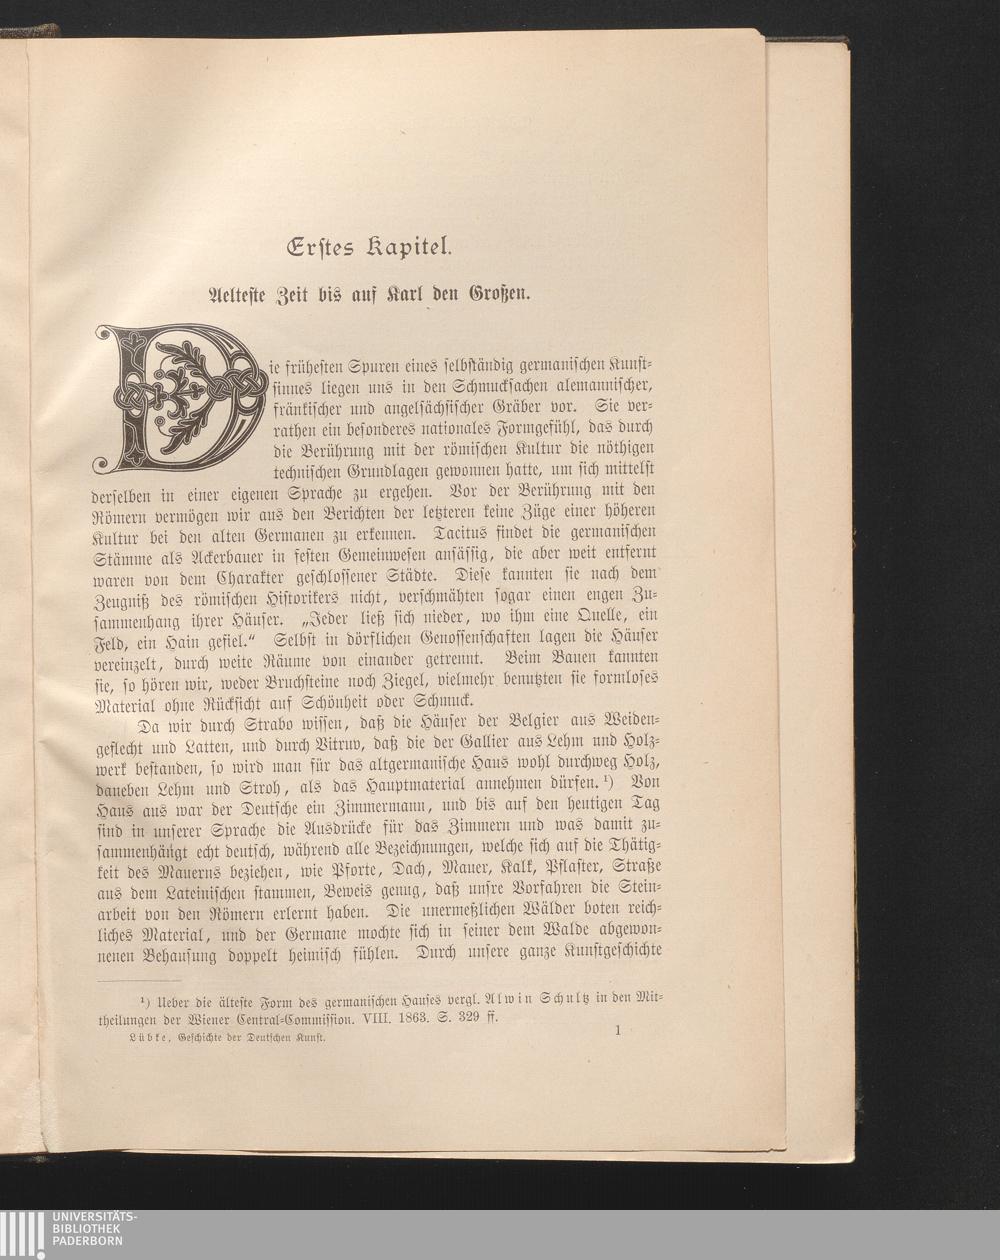 Erstes Kapitel.
Aelteste Zeit bis auf Karl den Großen.
Die frühesten Spuren eines selbständig germanischen Kunst-
sinnes liegen uns in den Schmucksachen alemannischer,
fränkischer und angelsächsischer Gräber vor. Sie ver-
rathen ein besonderes nationales Formgefühl, das durch
die Berührung mit der römischen Kultur die nöthigen
technischen Grundlagen gewonnen hatte, um sich mittelst
derselben in einer eigenen Sprache zu ergehen. Vor der Berührung mit den
Römern vermögen wir aus den Berichten der letzteren keine Züge einer höheren
Kultur bei den alten Germanen zu erkennen. Tacitus findet die germanischen
Stämme als Ackerbauer in festen Gemeinwesen ansässig, die aber weit entfernt
waren von dem Charakter geschlossener Städte. Diese kannten sie nach dem
Zeugniß des römischen Historikers nicht, verschmähten sogar einen engen Zu-
sammenhang ihrer Häuser. „Jeder ließ sich nieder, wo ihm eine Quelle, ein
Feld, ein Hain gefiel.“ Selbst in dörflichen Genossenschaften lagen die Häuser
vereinzelt, durch weite Räume von einander getrennt. Beim Bauen kannten
sie, so hören wir, weder Bruchsteine noch Ziegel, vielmehr benutzten sie formloses
Material ohne Rücksicht auf Schönheit oder Schmuck.
Da wir durch Strabo wissen, daß die Häuser der Belgier aus Weiden-
geflecht und Latten, und durch Vitruv, daß die der Gallier aus Lehm und Holz-
werk bestanden, so wird man für das altgermanische Haus wohl durchweg Holz,
daneben Lehm und Stroh, als das Hauptmaterial annehmen dürfen.¹) Von
Haus aus war der Deutsche ein Zimmermann, und bis auf den heutigen Tag
sind in unserer Sprache die Ausdrücke für das Zimmern und was damit zu-
sammenhängt echt deutsch, während alle Bezeichnungen, welche sich auf die Thätig-
keit des Mauerns beziehen, wie Pforte, Dach, Mauer, Kalk, Pflaster, Straße
aus dem Lateinischen stammen, Beweis genug, daß unsre Vorfahren die Stein-
arbeit von den Römern erlernt haben. Die unermeßlichen Wälder boten reich-
liches Material, und der Germane mochte sich in seiner dem Walde abgewon-
nenen Behausung doppelt heimisch fühlen. Durch unsere ganze Kunstgeschichte
¹) Ueber die älteste Form des germanischen Hauses vergl. Alwin Schultz in den Mit-
theilungen der Wiener Central-Commission. VIII. 1863. S. 329 ff.
Lübke, Geschichte der Deutschen Kunst. 1
UNIVERSITÄTS-
BIBLIOTHEK
PADERBORN